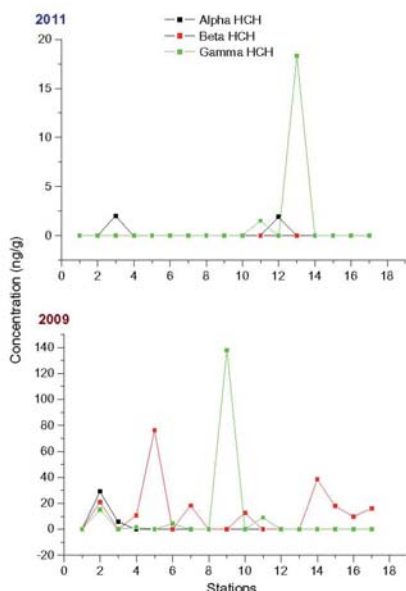 2011
Alpha HCH
Beta HCH
Gamma HCH
20
15
10
5
0
0 2 4 6 8 10 12 14 16 18
Concentration (ng/g)
2009
140
120
100
80
60
40
20
0
-20
0 2 4 6 8 10 12 14 16 18
Stations